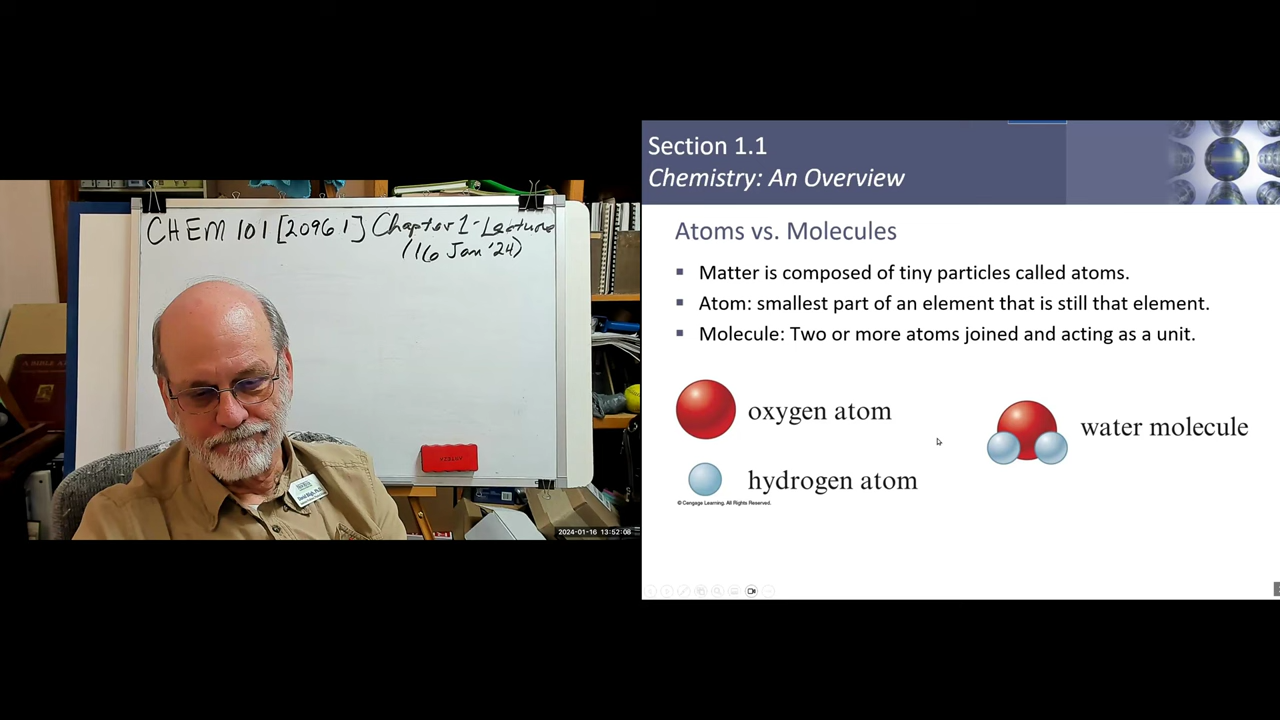 CHEM 101 [20961] Chapter 1-Lecture
(16 Jan '24)
2024-01-16 13:52:08
Section 1.1
Chemistry: An Overview
Atoms vs. Molecules
▪ Matter is composed of tiny particles called atoms.
▪ Atom: smallest part of an element that is still that element.
▪ Molecule: Two or more atoms joined and acting as a unit.
oxygen atom
water molecule
hydrogen atom
© Cengage Learning. All Rights Reserved.